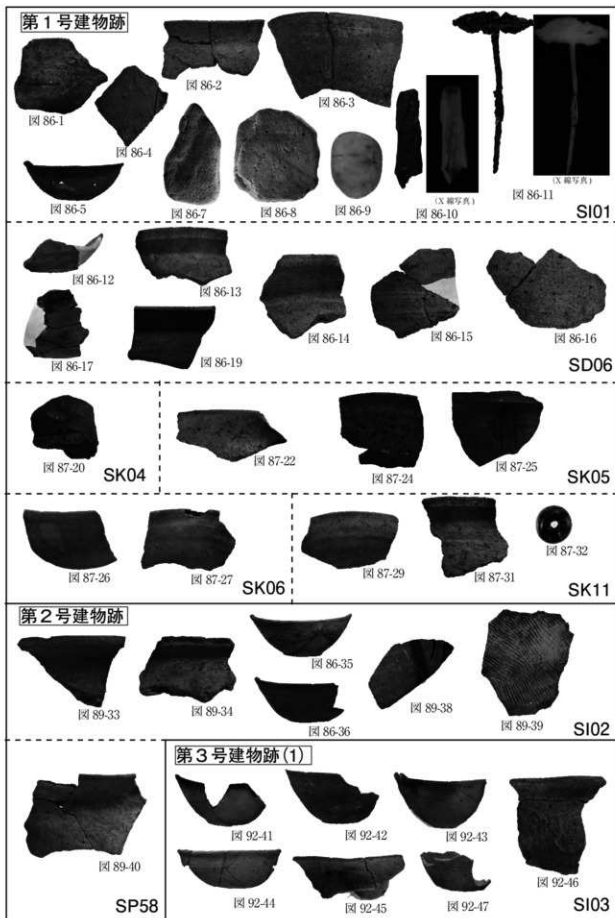 第1号建物跡
図 86-1
図 86-2
図 86-3
図 86-4
図 86-5
図 86-7
図 86-8
図 86-9
(X 線写真)
図 86-10
(X 線写真)
図 86-11
SI01
図 86-12
図 86-13
図 86-14
図 86-15
図 86-16
図 86-17
図 86-19
SD06
図 87-20
SK04
図 87-22
図 87-24
図 87-25
SK05
図 87-26
図 87-27
SK06
図 87-29
図 87-31
図 87-32
SK11
第2号建物跡
図 89-33
図 89-34
図 86-35
図 86-36
図 89-38
図 89-39
SI02
図 89-40
SP58
第3号建物跡(1)
図 92-41
図 92-42
図 92-43
図 92-44
図 92-45
図 92-46
図 92-47
SI03